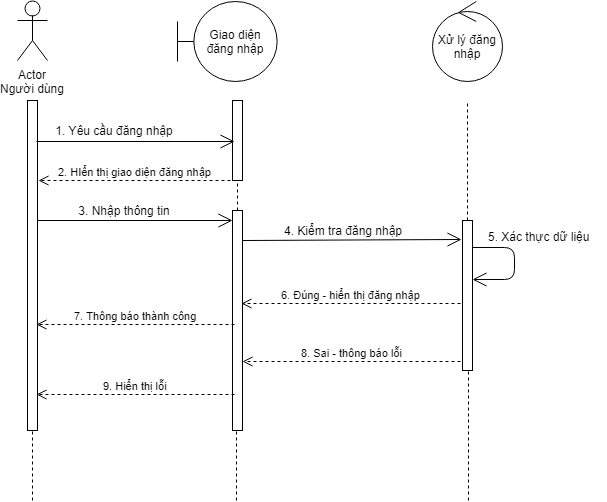 Actor
Người dùng
Giao diện
đăng nhập
Xử lý đăng
nhập
1. Yêu cầu đăng nhập
2. HIển thị giao diện đăng nhập
3. Nhập thông tin
4. Kiểm tra đăng nhập
5. Xác thực dữ liệu
6. Đúng - hiển thị đăng nhập
7. Thông báo thành công
8. Sai - thông báo lỗi
9. Hiển thị lỗi